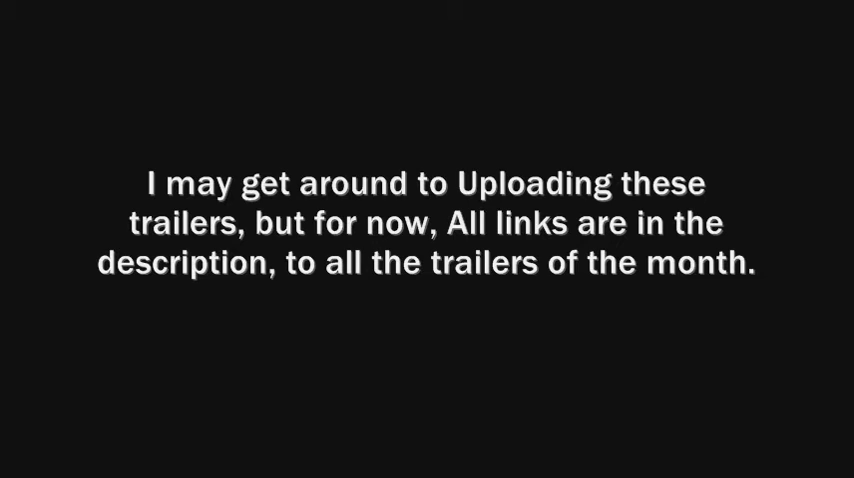 I may get around to Uploading these
trailers, but for now, All links are in the
description, to all the trailers of the month.